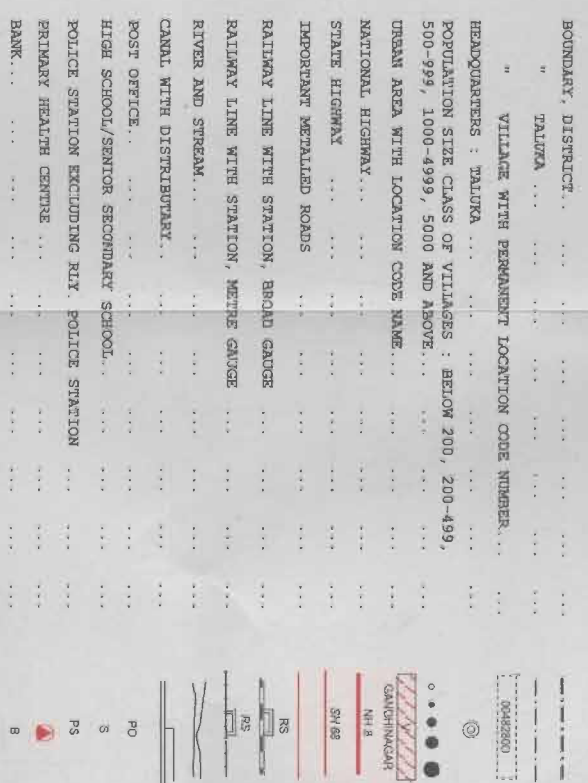 BOUNDARY, DISTRICT.. ... ... ... ... ... ...
" TALUKA ... ... ... ... ... ... ...
" VILLAGE WITH PERMANENT LOCATION CODE NUMBER... ... ... ... 00482800
HEADQUARTERS : TALUKA ... ... ... ... ... ...
POPULATION SIZE CLASS OF VILLAGES : BELOW 200, 200-499,
500-999, 1000-4999, 5000 AND ABOVE... ... ... ... ... ...
URBAN AREA WITH LOCATION CODE NAME... ... ... ... ... GANDHINAGAR
NATIONAL HIGHWAY... ... ... ... ... ... ... NH 8
STATE HIGHWAY ... ... ... ... ... ... ... SH 68
IMPORTANT METALLED ROADS ... ... ... ... ... ...
RAILWAY LINE WITH STATION, BROAD GAUGE ... ... ... ... RS
RAILWAY LINE WITH STATION, METRE GAUGE ... ... ... ... RS
RIVER AND STREAM... ... ... ... ... ... ...
CANAL WITH DISTRIBUTARY.. ... ... ... ... ... ...
POST OFFICE . ... ... ... ... ... ... ... PO
HIGH SCHOOL/SENIOR SECONDARY SCHOOL.. ... ... ... ... ... S
POLICE STATION EXCLUDING RLY. POLICE STATION ... ... ... ... PS
PRIMARY HEALTH CENTRE ... ... ... ... ... ... ...
BANK... ... ... ... ... ... ... ... B